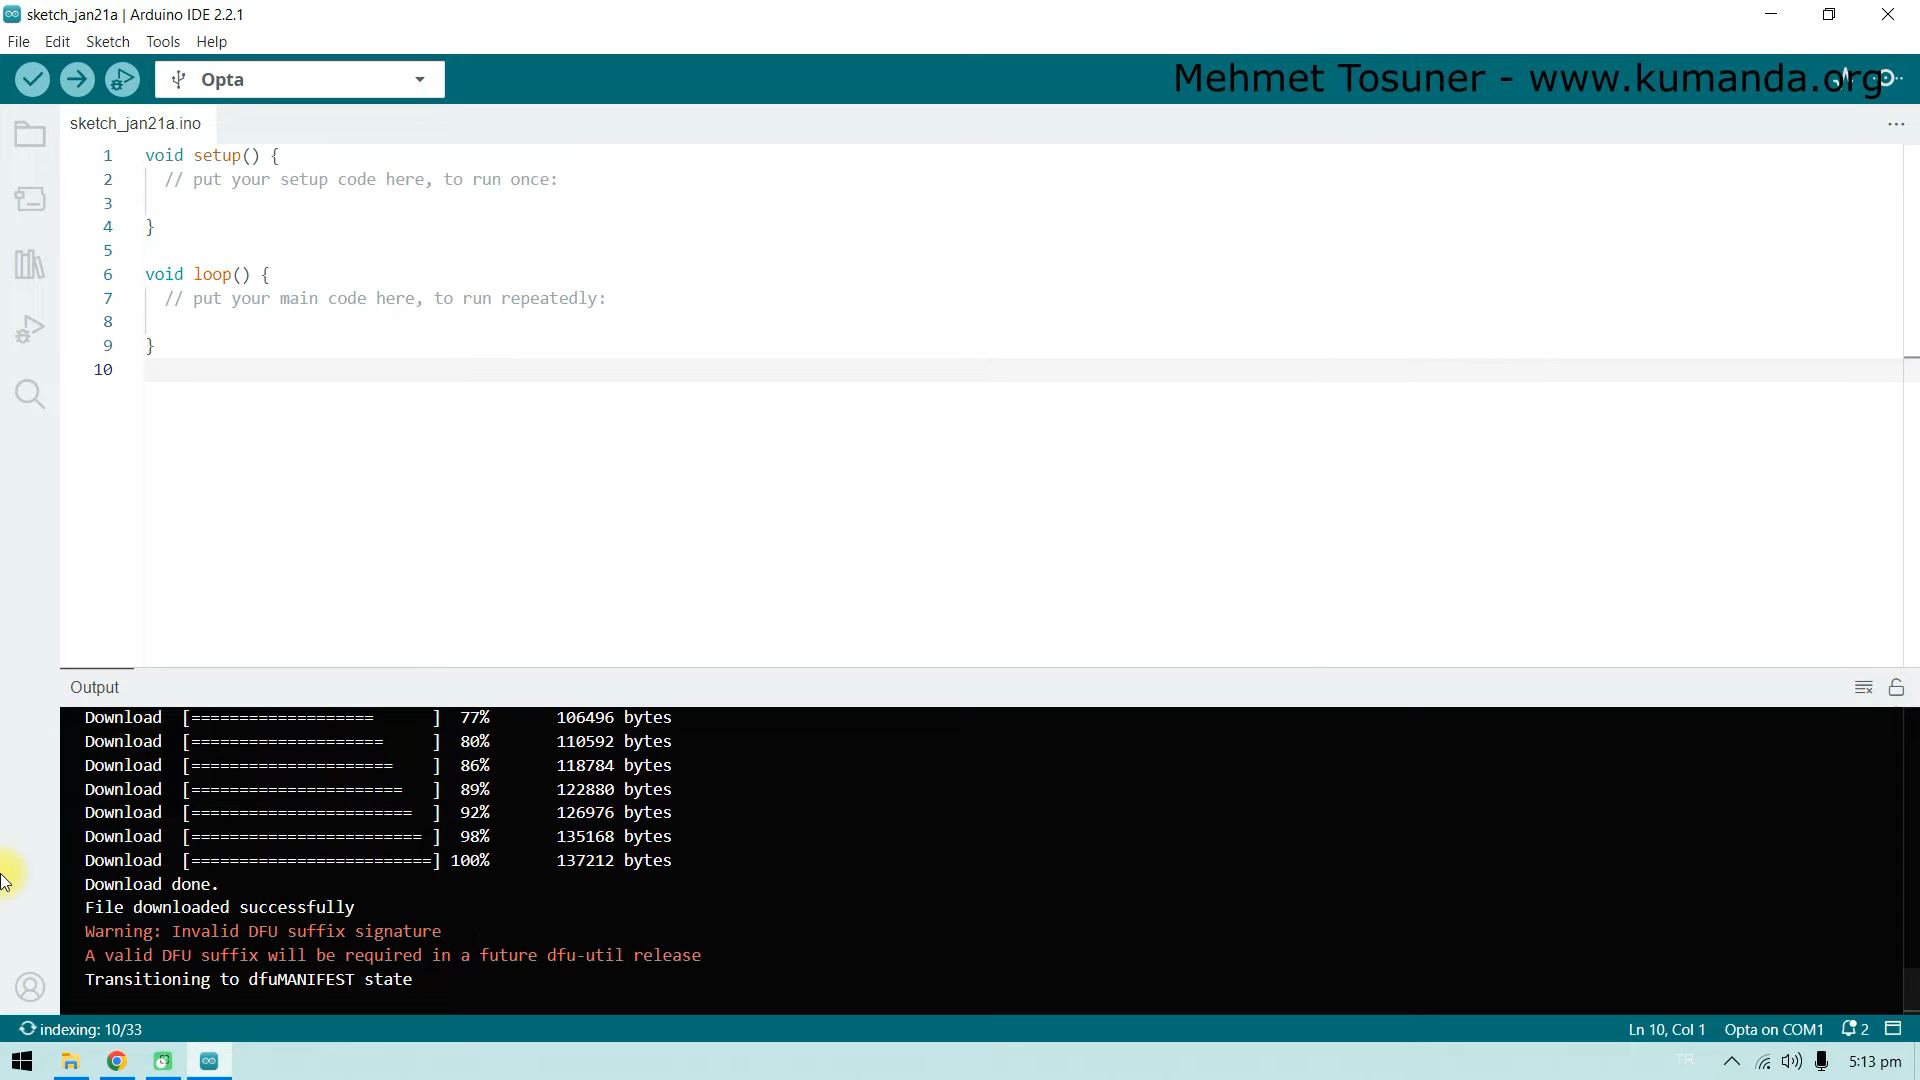 sketch_jan21a | Arduino IDE 2.2.1
File Edit Sketch Tools Help
Opta
Mehmet Tosuner - www.kumanda.org
sketch_jan21a.ino
1 void setup() {
2 // put your setup code here, to run once:
3
4 }
5
6 void loop() {
7 // put your main code here, to run repeatedly:
8
9 }
10
Output
Download [=================== ] 77% 106496 bytes
Download [==================== ] 80% 110592 bytes
Download [===================== ] 86% 118784 bytes
Download [====================== ] 89% 122880 bytes
Download [======================= ] 92% 126976 bytes
Download [======================== ] 98% 135168 bytes
Download [=========================] 100% 137212 bytes
Download done.
File downloaded successfully
Warning: Invalid DFU suffix signature
A valid DFU suffix will be required in a future dfu-util release
Transitioning to dfuMANIFEST state
indexing: 10/33
Ln 10, Col 1 Opta on COM1 2
TR 5:13 pm